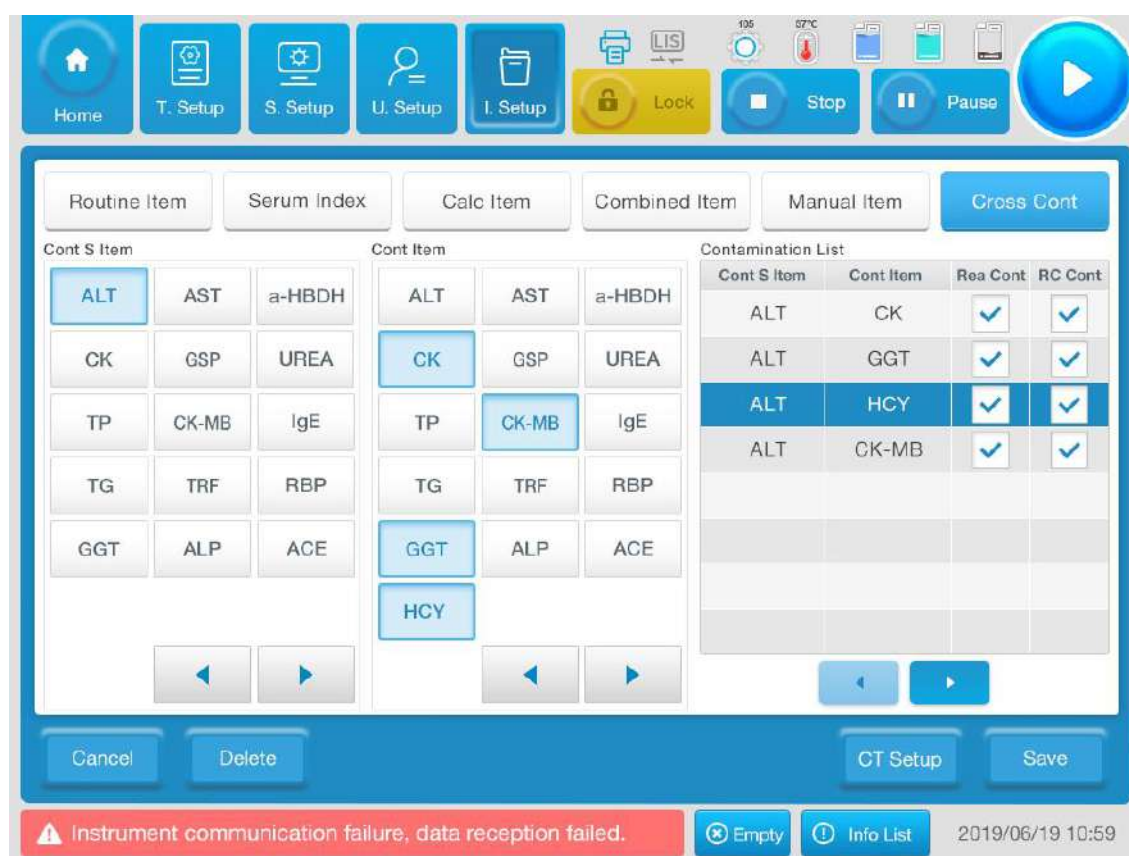 105 37°C
LIS
Home T. Setup S. Setup U. Setup I. Setup Lock Stop Pause
Routine Item Serum Index Calc Item Combined Item Manual Item Cross Cont
Cont S Item Cont Item Contamination List
Cont S Item Cont Item Rea Cont RC Cont
ALT AST a-HBDH ALT AST a-HBDH
ALT CK
CK GSP UREA CK GSP UREA
ALT GGT
ALT HCY
TP CK-MB IgE TP CK-MB IgE
ALT CK-MB
TG TRF RBP TG TRF RBP
GGT ALP ACE GGT ALP ACE
HCY
Cancel Delete CT Setup Save
Instrument communication failure, data reception failed. Empty Info List 2019/06/19 10:59